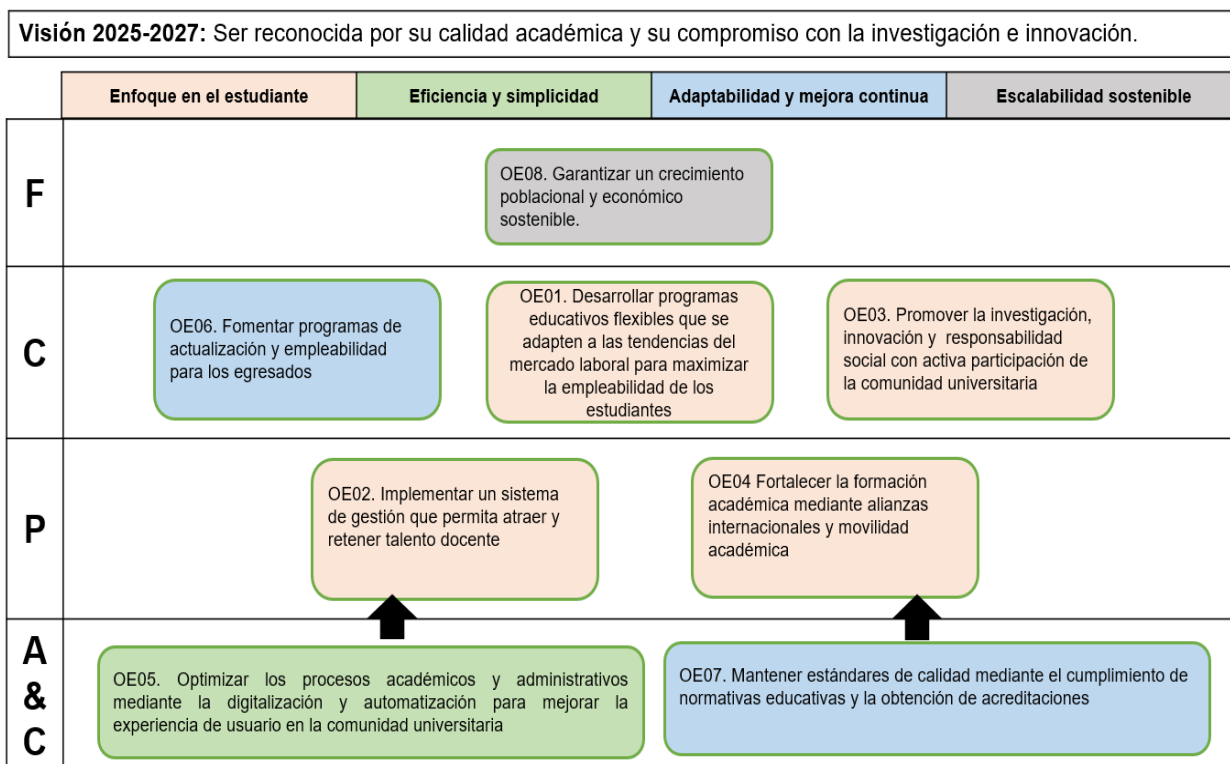 Visión 2025-2027: Ser reconocida por su calidad académica y su compromiso con la investigación e innovación.
Enfoque en el estudiante
Eficiencia y simplicidad
Adaptabilidad y mejora continua
Escalabilidad sostenible
F
OE08. Garantizar un crecimiento
poblacional y económico
sostenible.
C
OE06. Fomentar programas de
actualización y empleabilidad
para los egresados
OE01. Desarrollar programas
educativos flexibles que se
adapten a las tendencias del
mercado laboral para maximizar
la empleabilidad de los
estudiantes
OE03. Promover la investigación,
innovación y responsabilidad
social con activa participación de
la comunidad universitaria
P
OE02. Implementar un sistema
de gestión que permita atraer y
retener talento docente
OE04 Fortalecer la formación
académica mediante alianzas
internacionales y movilidad
académica
A
&
C
OE05. Optimizar los procesos académicos y administrativos
mediante la digitalización y automatización para mejorar la
experiencia de usuario en la comunidad universitaria
OE07. Mantener estándares de calidad mediante el cumplimiento de
normativas educativas y la obtención de acreditaciones